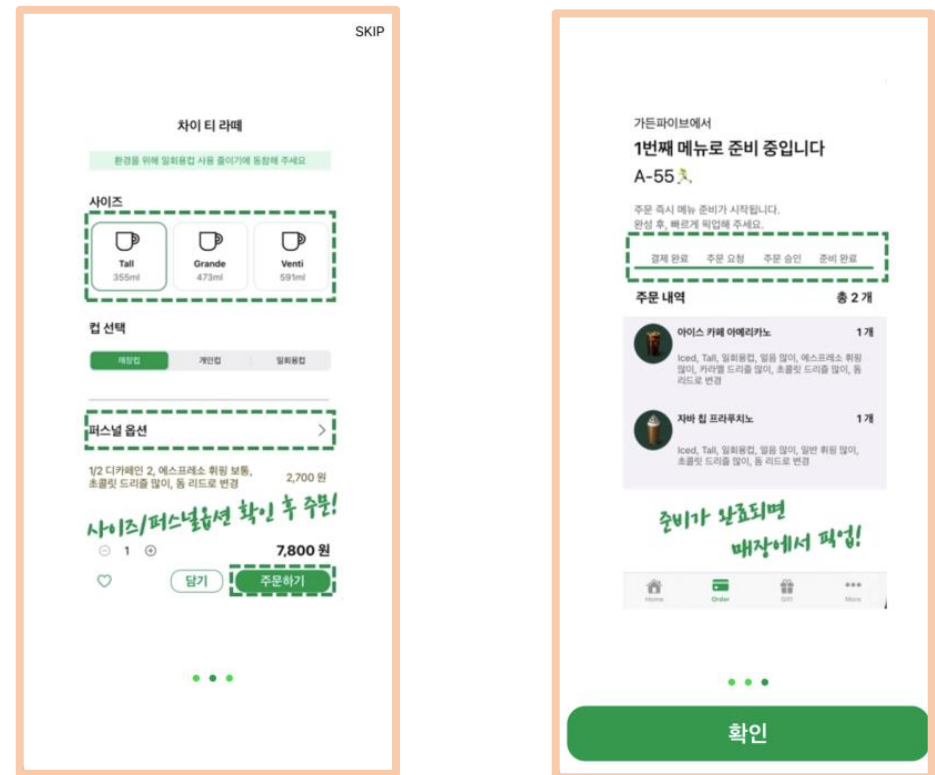 SKIP
차이 티 라떼
환경을 위해 일회용컵 사용 줄이기에 동참해 주세요
사이즈
Tall Grande Venti
355ml 473ml 591ml
컵 선택
매장컵 개인컵 일회용컵
퍼스널 옵션
1/2 디카페인 2, 에스프레소 휘핑 보통,
초콜릿 드리즐 많이, 돔 리드로 변경 2,700 원
사이즈/퍼스널옵션 확인 후 주문!
1 7,800 원
담기 주문하기
가든파이브에서
1번째 메뉴로 준비 중입니다
A-55
주문 즉시 메뉴 준비가 시작됩니다.
완성 후, 빠르게 픽업해 주세요.
결제 완료 주문 요청 주문 승인 준비 완료
주문 내역 총 2 개
아이스 카페 아메리카노 1 개
Iced, Tall, 일회용컵, 얼음 많이, 에스프레소 휘핑
많이, 카라멜 드리즐 많이, 초콜릿 드리즐 많이, 돔
리드로 변경
자바 칩 프라푸치노 1 개
Iced, Tall, 일회용컵, 얼음 많이, 일반 휘핑 많이,
초콜릿 드리즐 많이, 돔 리드로 변경
준비가 완료되면
매장에서 픽업!
Home Order Gift More
확인